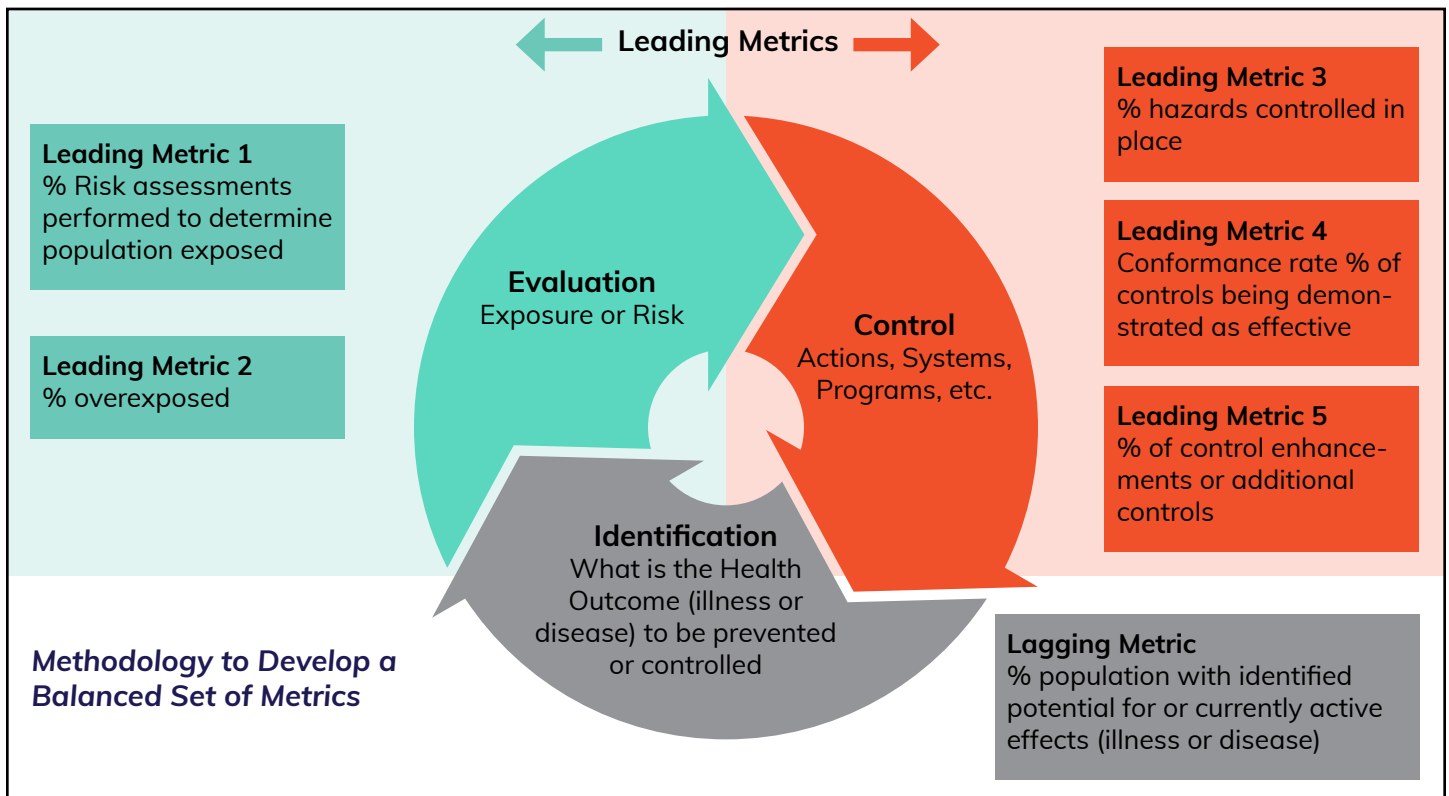 Leading Metrics
Leading Metric 1
% Risk assessments
performed to determine
population exposed
Leading Metric 2
% overexposed
Evaluation
Exposure or Risk
Control
Actions, Systems,
Programs, etc.
Leading Metric 3
% hazards controlled in
place
Leading Metric 4
Conformance rate % of
controls being demon-
strated as effective
Leading Metric 5
% of control enhance-
ments or additional
controls
Identification
What is the Health
Outcome (illness or
disease) to be prevented
or controlled
Methodology to Develop a
Balanced Set of Metrics
Lagging Metric
% population with identified
potential for or currently active
effects (illness or disease)